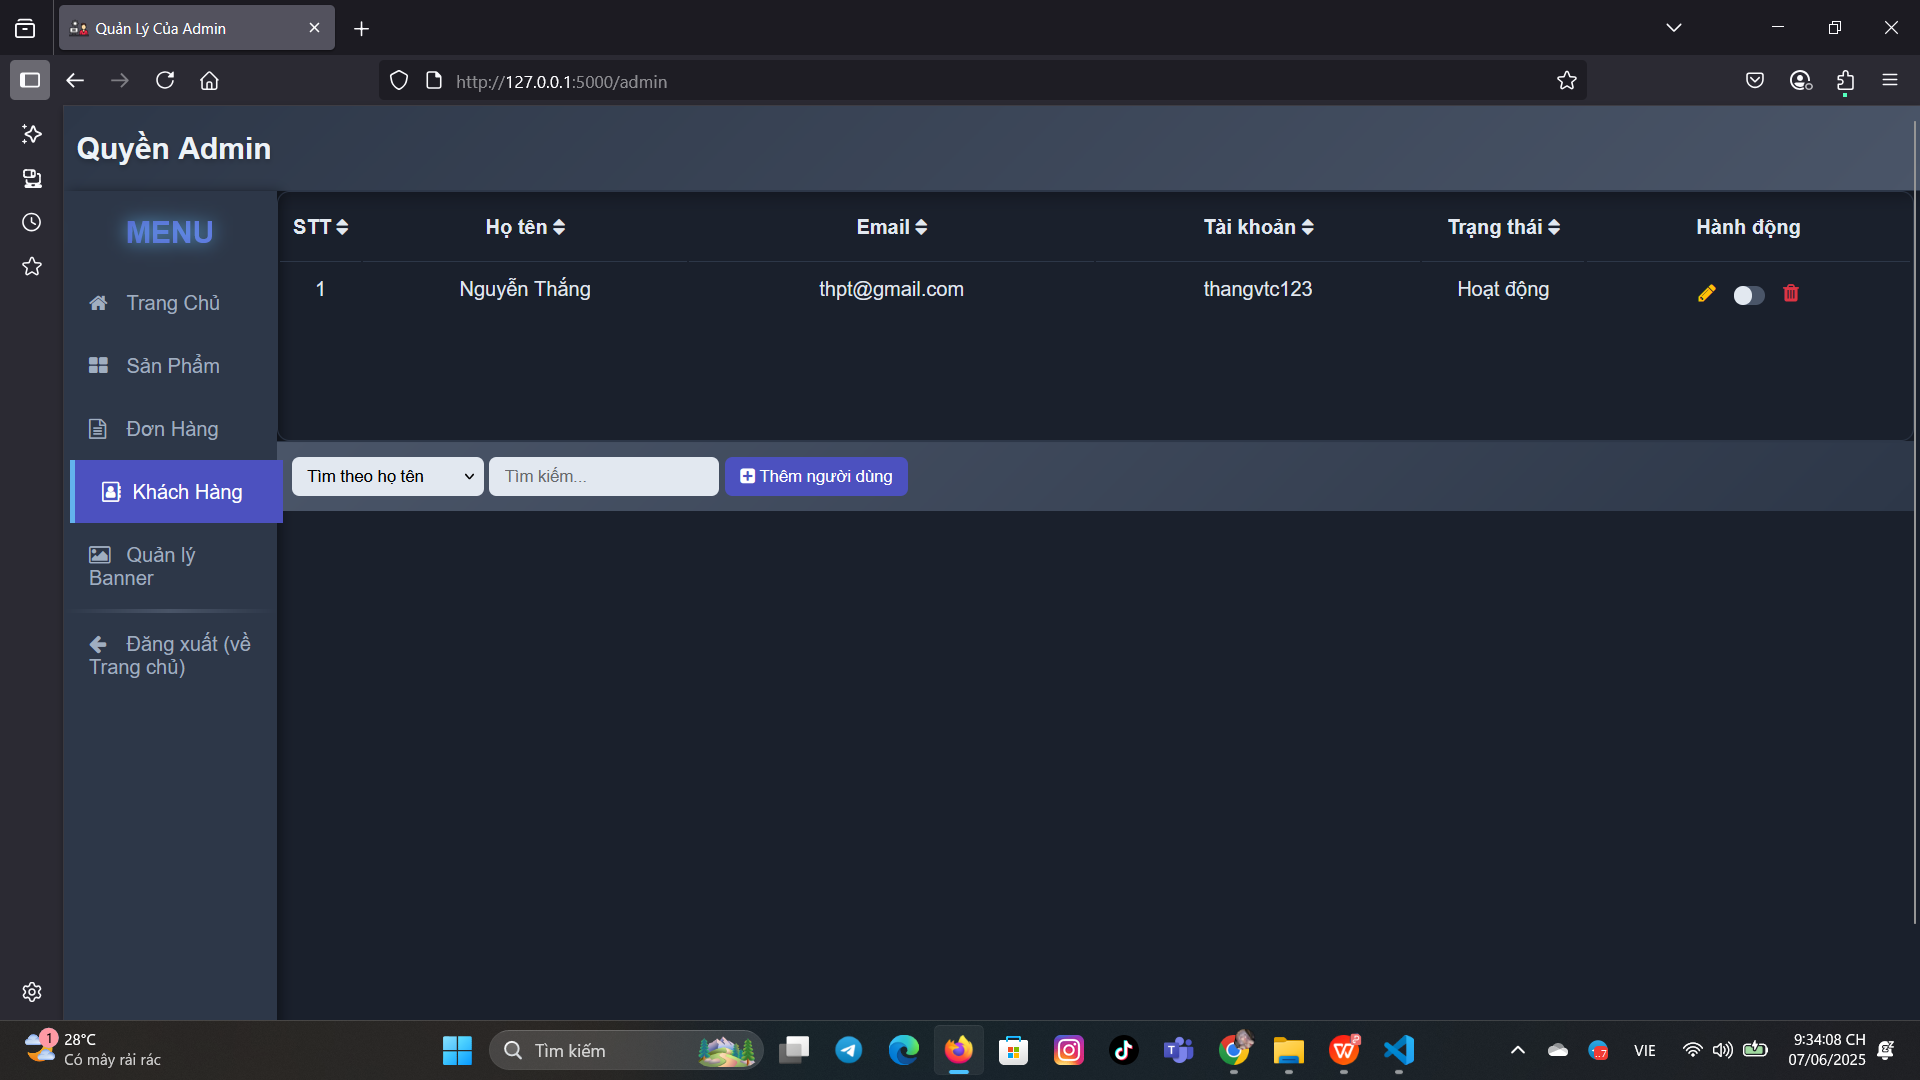 Quản Lý Của Admin
http://127.0.0.1:5000/admin
Quyền Admin
MENU
Trang Chủ
Sản Phẩm
Đơn Hàng
Khách Hàng
Quản lý
Banner
Đăng xuất (về
Trang chủ)
STT Họ tên Email Tài khoản Trạng thái Hành động
1 Nguyễn Thắng thpt@gmail.com thangvtc123 Hoạt động
Tìm theo họ tên Tìm kiếm... Thêm người dùng
1
28°C
Có mây rải rác
Tìm kiếm
VIE
9:34:08 CH
07/06/2025